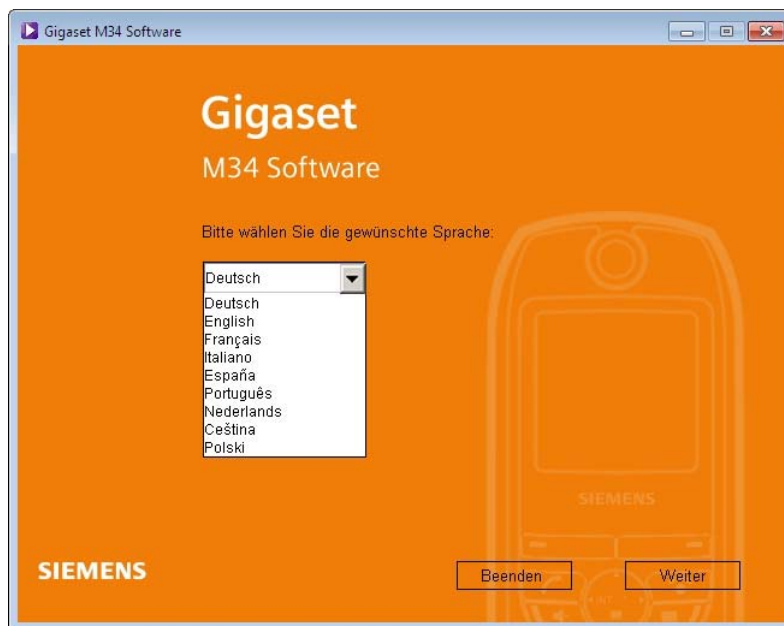 Gigaset M34 Software
Gigaset
M34 Software
Bitte wählen Sie die gewünschte Sprache:
Deutsch
Deutsch
English
Français
Italiano
España
Português
Nederlands
Ceština
Polski
SIEMENS
SIEMENS
Beenden
Weiter
INT